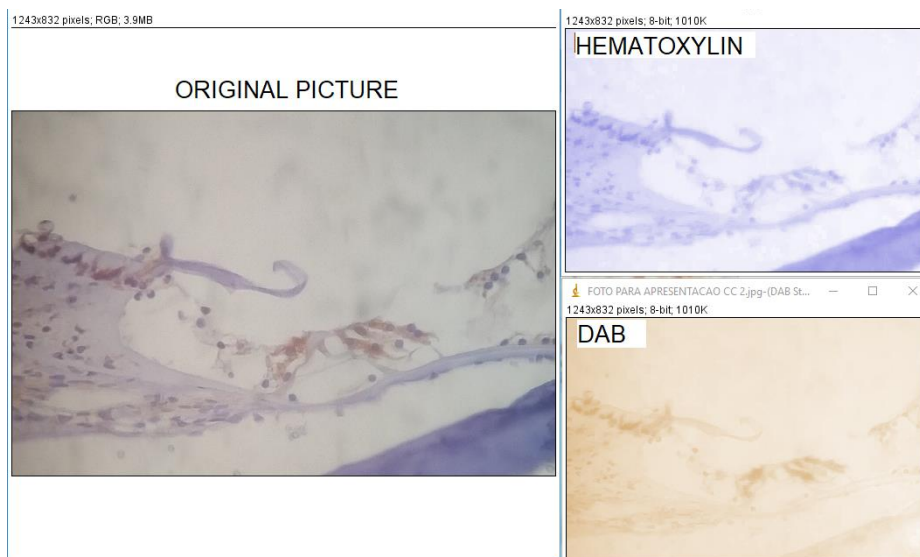 1243x832 pixels; RGB; 3.9MB
ORIGINAL PICTURE
1243x832 pixels; 8-bit; 1010K
HEMATOXYLIN
FOTO PARA APRESENTACAO CC 2.jpg-(DAB St...
1243x832 pixels; 8-bit; 1010K
DAB